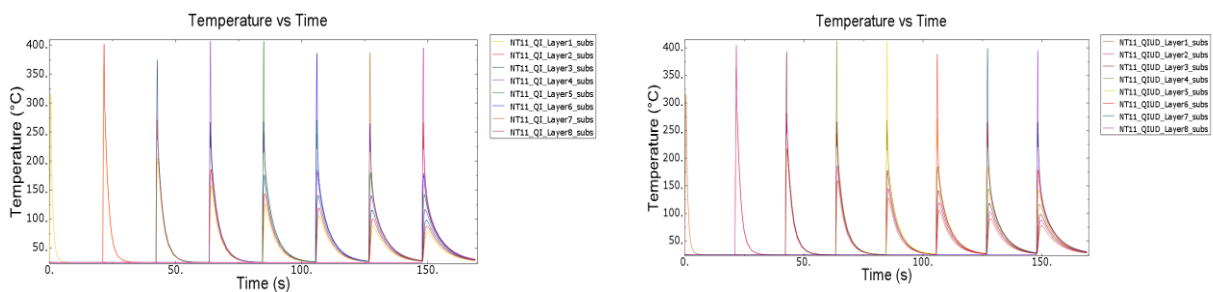 Temperature vs Time
400.
350.
300.
250.
200.
150.
100.
50.
Temperature (°C)
0.
50.
100.
150.
Time (s)
NT11_QI_Layer1_subs
NT11_QI_Layer2_subs
NT11_QI_Layer3_subs
NT11_QI_Layer4_subs
NT11_QI_Layer5_subs
NT11_QI_Layer6_subs
NT11_QI_Layer7_subs
NT11_QI_Layer8_subs
Temperature vs Time
400.
350.
300.
250.
200.
150.
100.
50.
Temperature (°C)
0.
50.
100.
150.
Time (s)
NT11_QIUD_Layer1_subs
NT11_QIUD_Layer2_subs
NT11_QIUD_Layer3_subs
NT11_QIUD_Layer4_subs
NT11_QIUD_Layer5_subs
NT11_QIUD_Layer6_subs
NT11_QIUD_Layer7_subs
NT11_QIUD_Layer8_subs